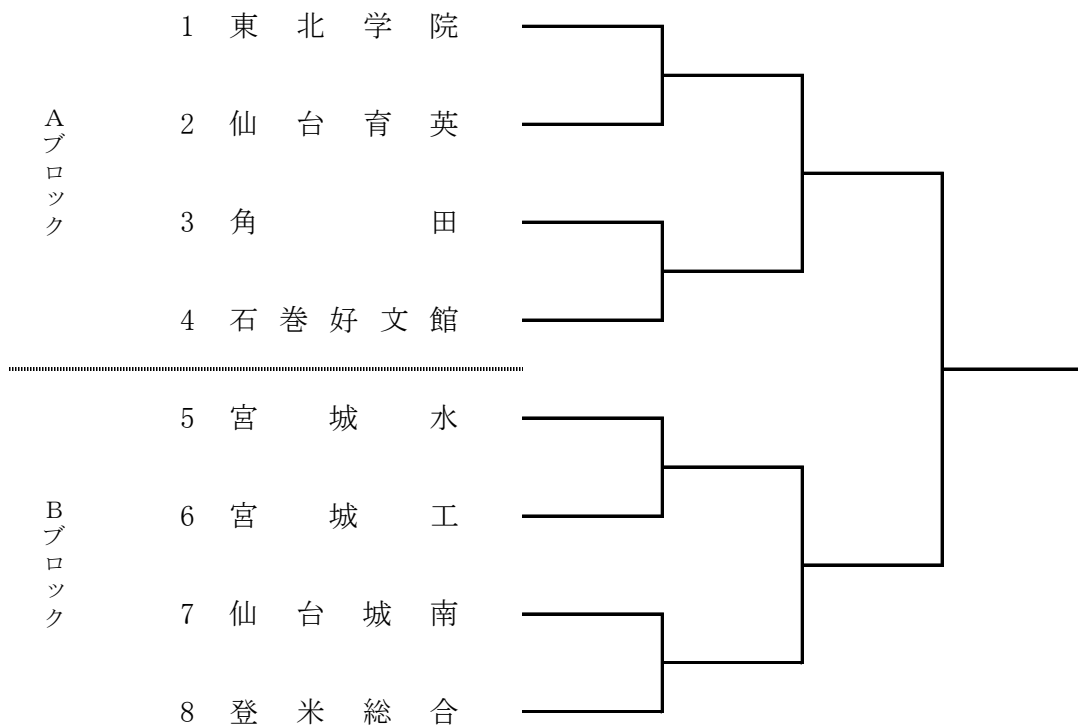 Aブロック
1 東北学院
2 仙台育英
3 角田
4 石巻好文館
Bブロック
5 宮城水
6 宮城工
7 仙台城南
8 登米総合